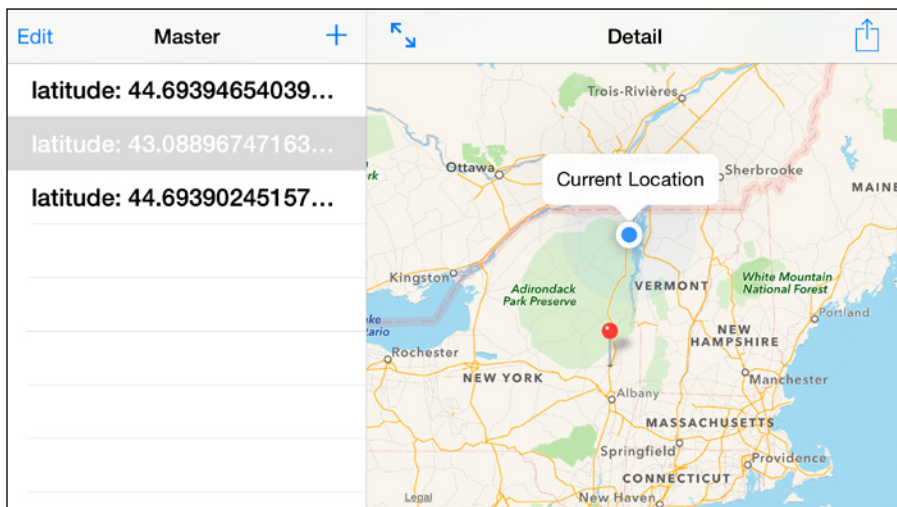 Edit
Master
+
Detail
latitude: 44.69394654039...
latitude: 43.08896747163...
latitude: 44.69390245157...
Trois-Rivières
Ottawa
Sherbrooke
Current Location
MAINE
Kingston
Adirondack
Park Preserve
VERMONT
White Mountain
National Forest
Portland
NEW
HAMPSHIRE
Rochester
NEW YORK
Manchester
Albany
MASSACHUSETTS
Springfield
Providence
CONNECTICUT
New Haven
Legal